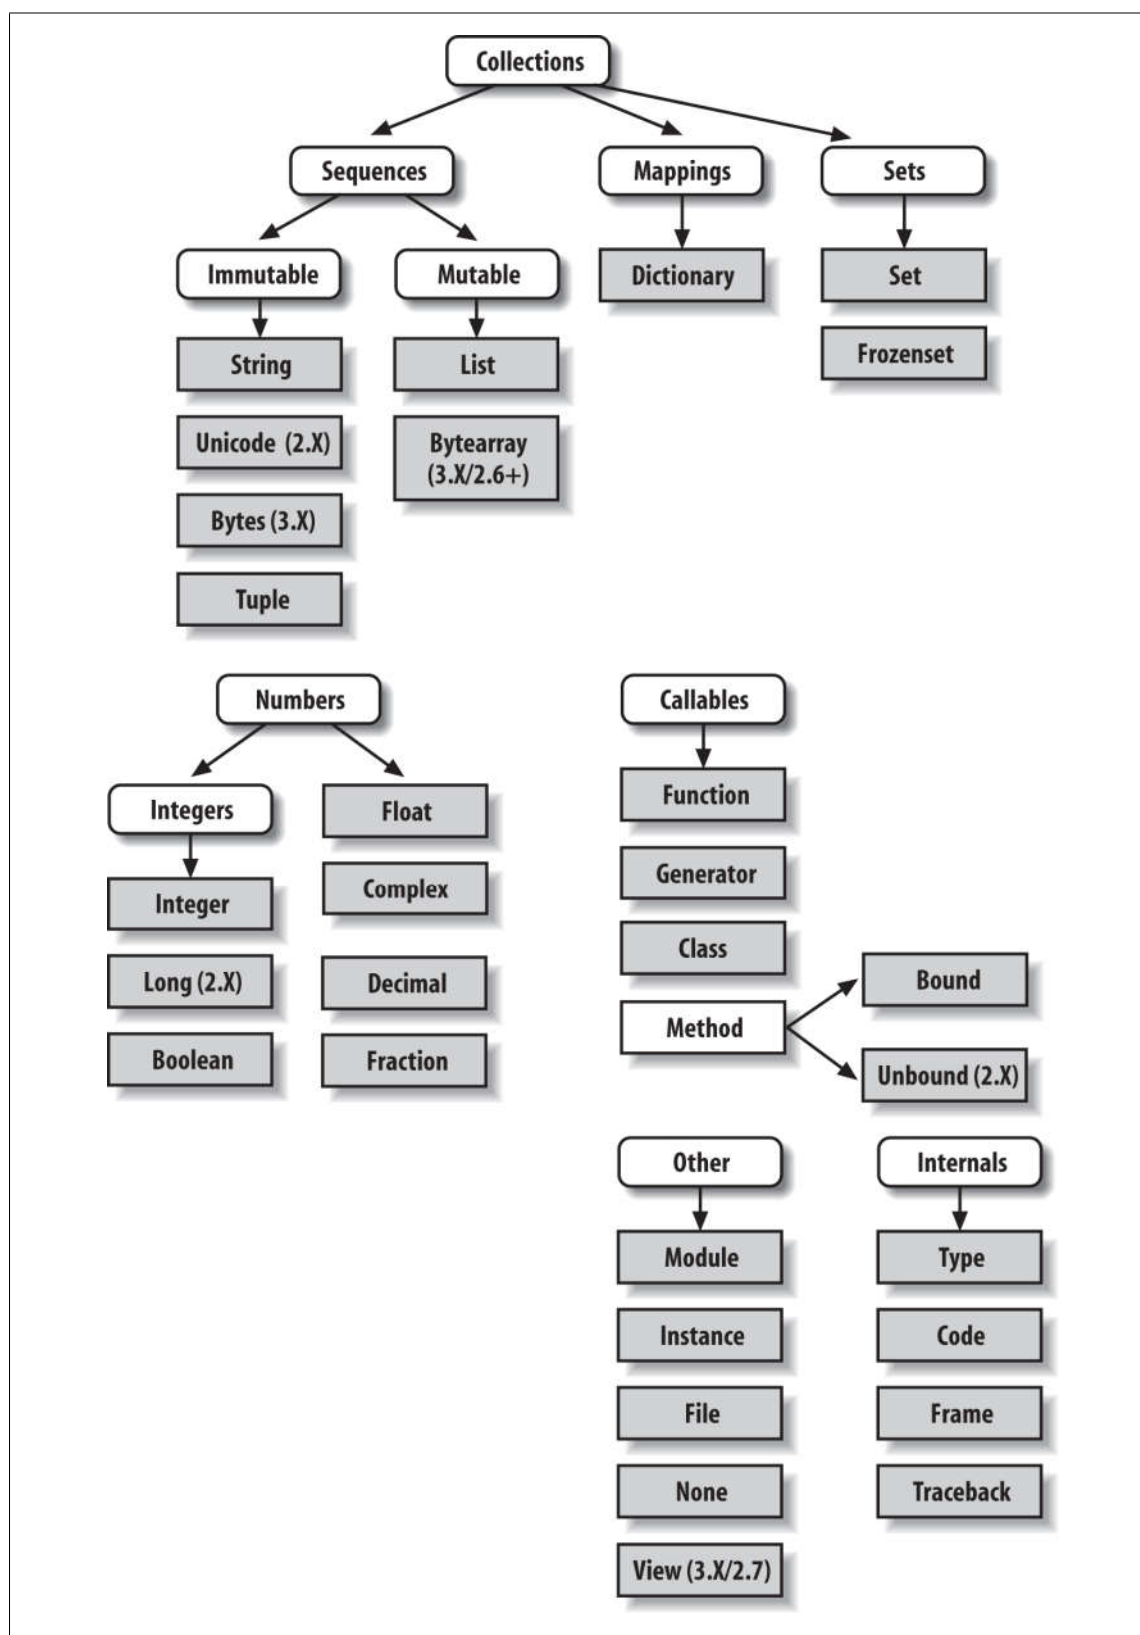 Collections
Sequences
Mappings
Sets
Immutable
Mutable
Dictionary
Set
String
List
Frozenset
Unicode (2.X)
Bytearray
(3.X/2.6+)
Bytes (3.X)
Tuple
Numbers
Callables
Integers
Float
Function
Integer
Complex
Generator
Class
Long (2.X)
Decimal
Bound
Method
Boolean
Fraction
Unbound (2.X)
Other
Internals
Module
Type
Instance
Code
File
Frame
None
Traceback
View (3.X/2.7)